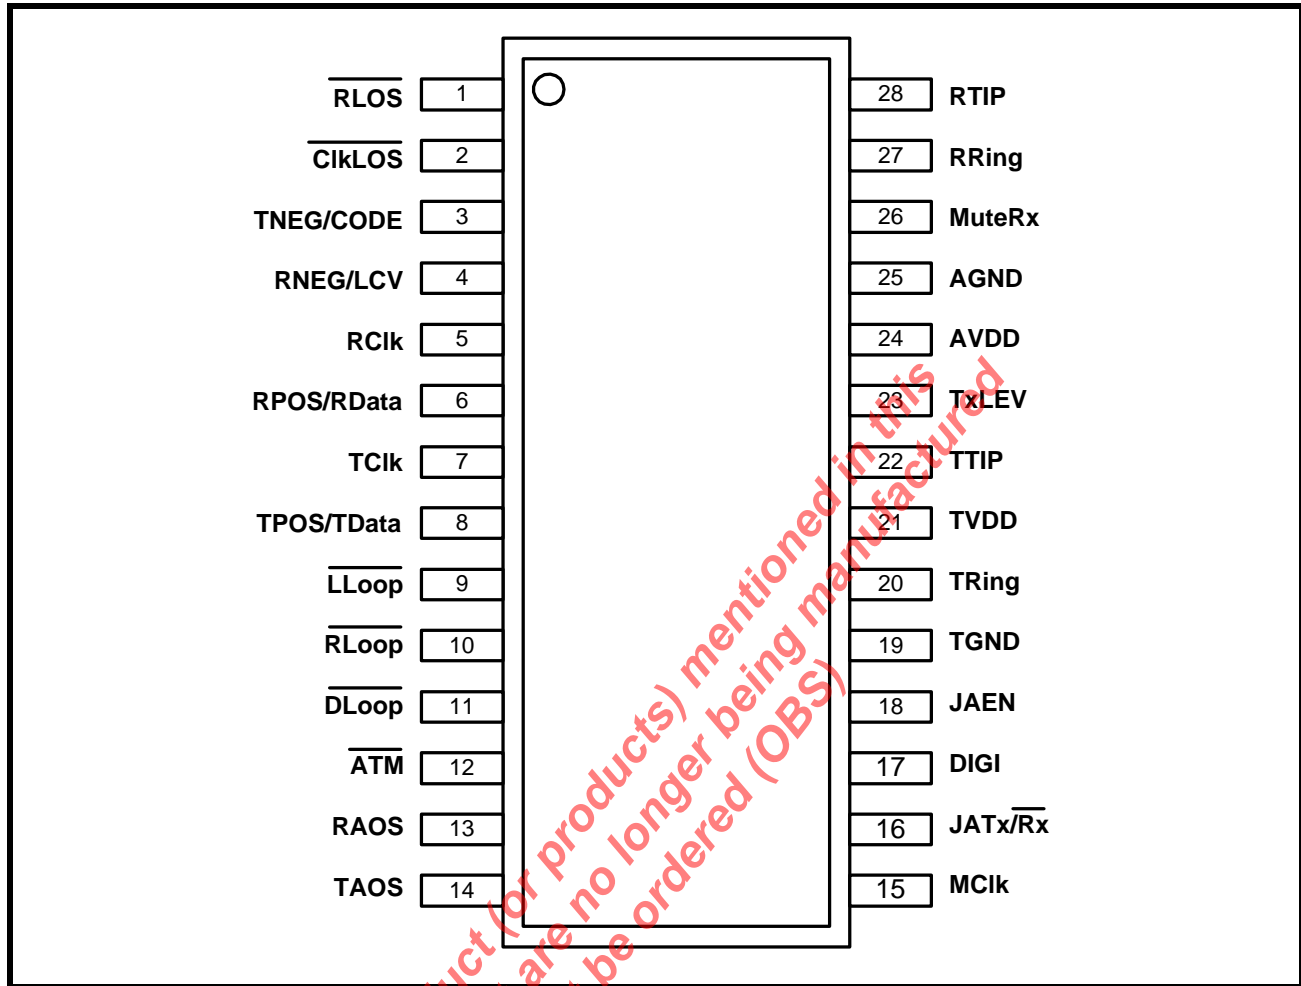 RLOS 1 28 RTIP
ClkLOS 2 27 RRing
TNEG/CODE 3 26 MuteRx
RNEG/LCV 4 25 AGND
RClk 5 24 AVDD
RPOS/RData 6 23 TxLEV
TClk 7 22 TTIP
TPOS/TData 8 21 TVDD
LLoop 9 20 TRing
RLoop 10 19 TGND
DLoop 11 18 JAEN
ATM 12 17 DIGI
RAOS 13 16 JATx/Rx
TAOS 14 15 MClk
(or products) mentioned in this
are no longer being manufactured
be ordered (OBS)